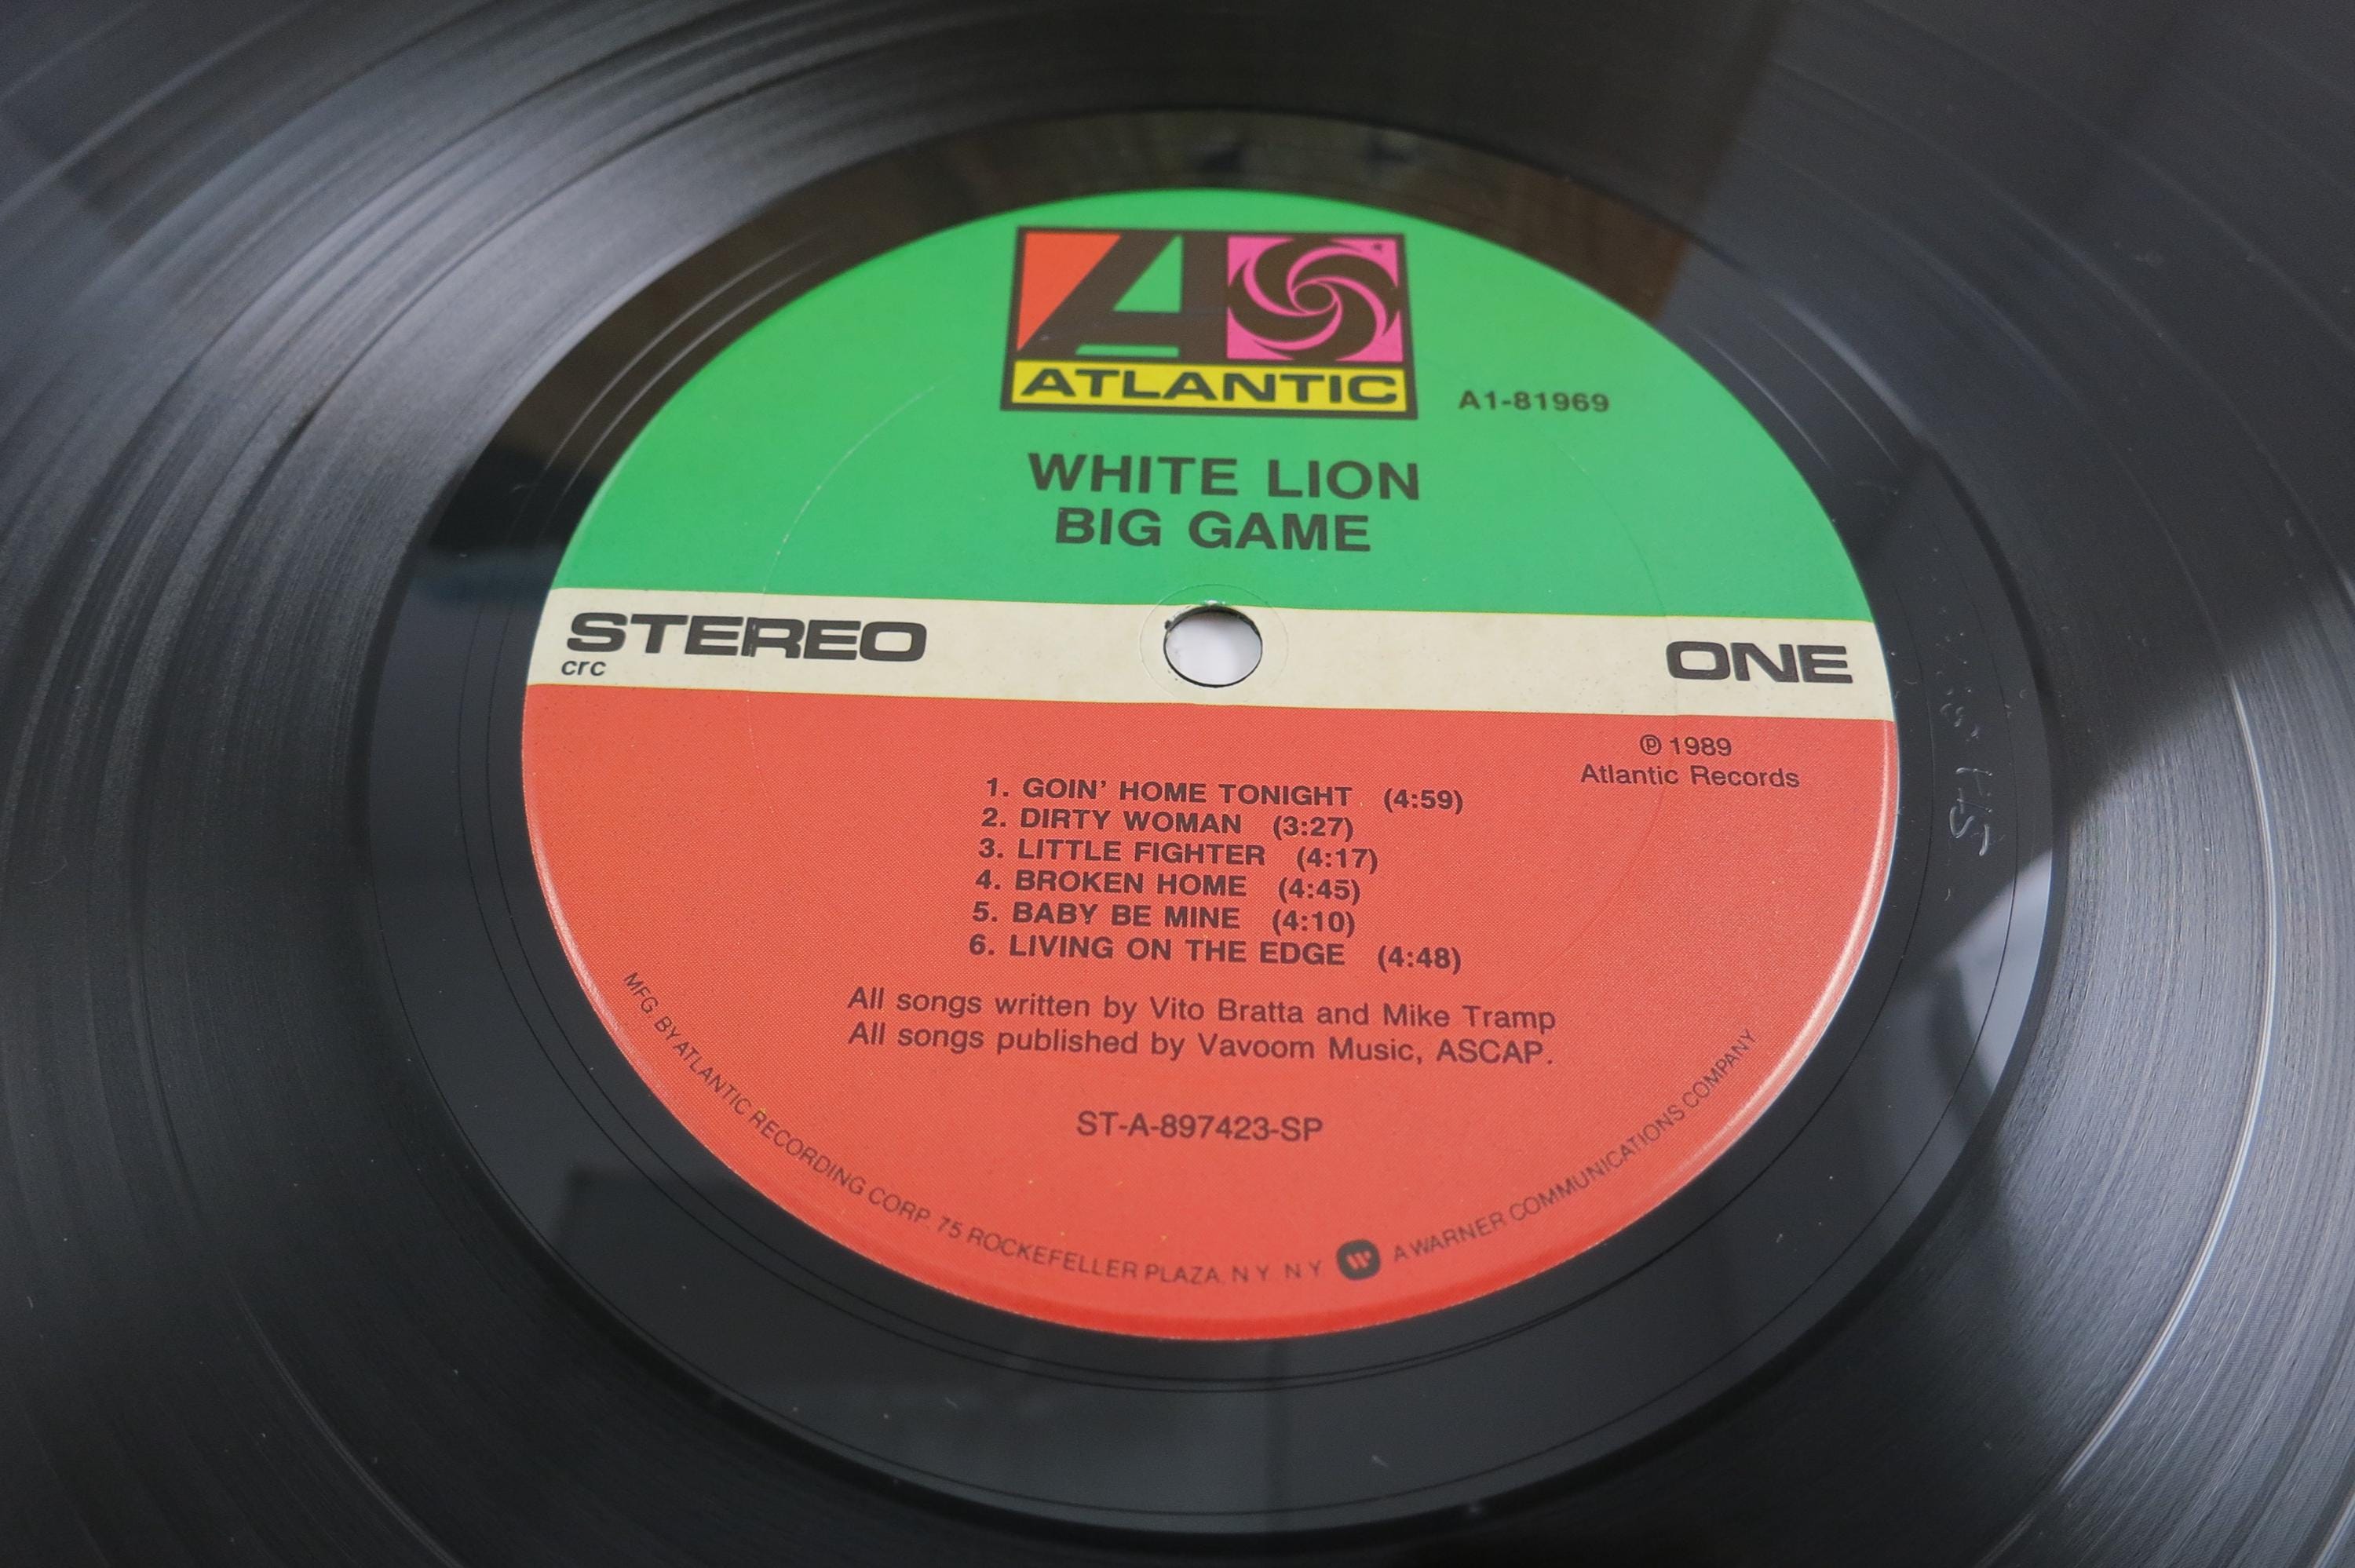 ATLANTIC
A1-81969
WHITE LION
BIG GAME
STEREO
crc
ONE
℗ 1989
Atlantic Records
1. GOIN' HOME TONIGHT (4:59)
2. DIRTY WOMAN (3:27)
3. LITTLE FIGHTER (4:17)
4. BROKEN HOME (4:45)
5. BABY BE MINE (4:10)
6. LIVING ON THE EDGE (4:48)
All songs written by Vito Bratta and Mike Tramp
All songs published by Vavoom Music, ASCAP.
ST-A-897423-SP
MFG. BY ATLANTIC RECORDING CORP. 75 ROCKEFELLER PLAZA. N.Y. N.Y. A WARNER COMMUNICATIONS COMPANY